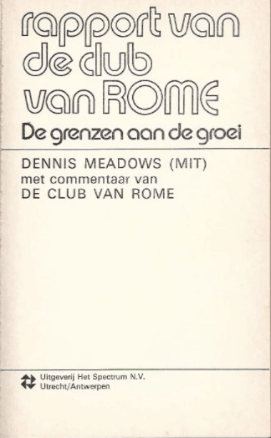 rapport van
de club
van ROME
De grenzen aan de groei
DENNIS MEADOWS (MIT)
met commentaar van
DE CLUB VAN ROME
Uitgeverij Het Spectrum N.V.
Utrecht/Antwerpen